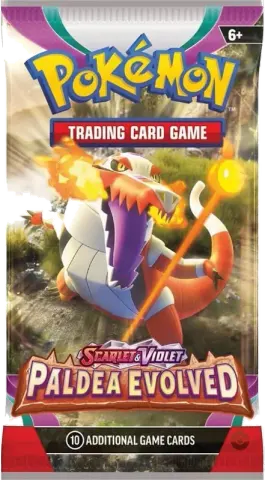 6+
POKéMON
TRADING CARD GAME
SCARLET & VIOLET
PALDEA EVOLVED
10 ADDITIONAL GAME CARDS